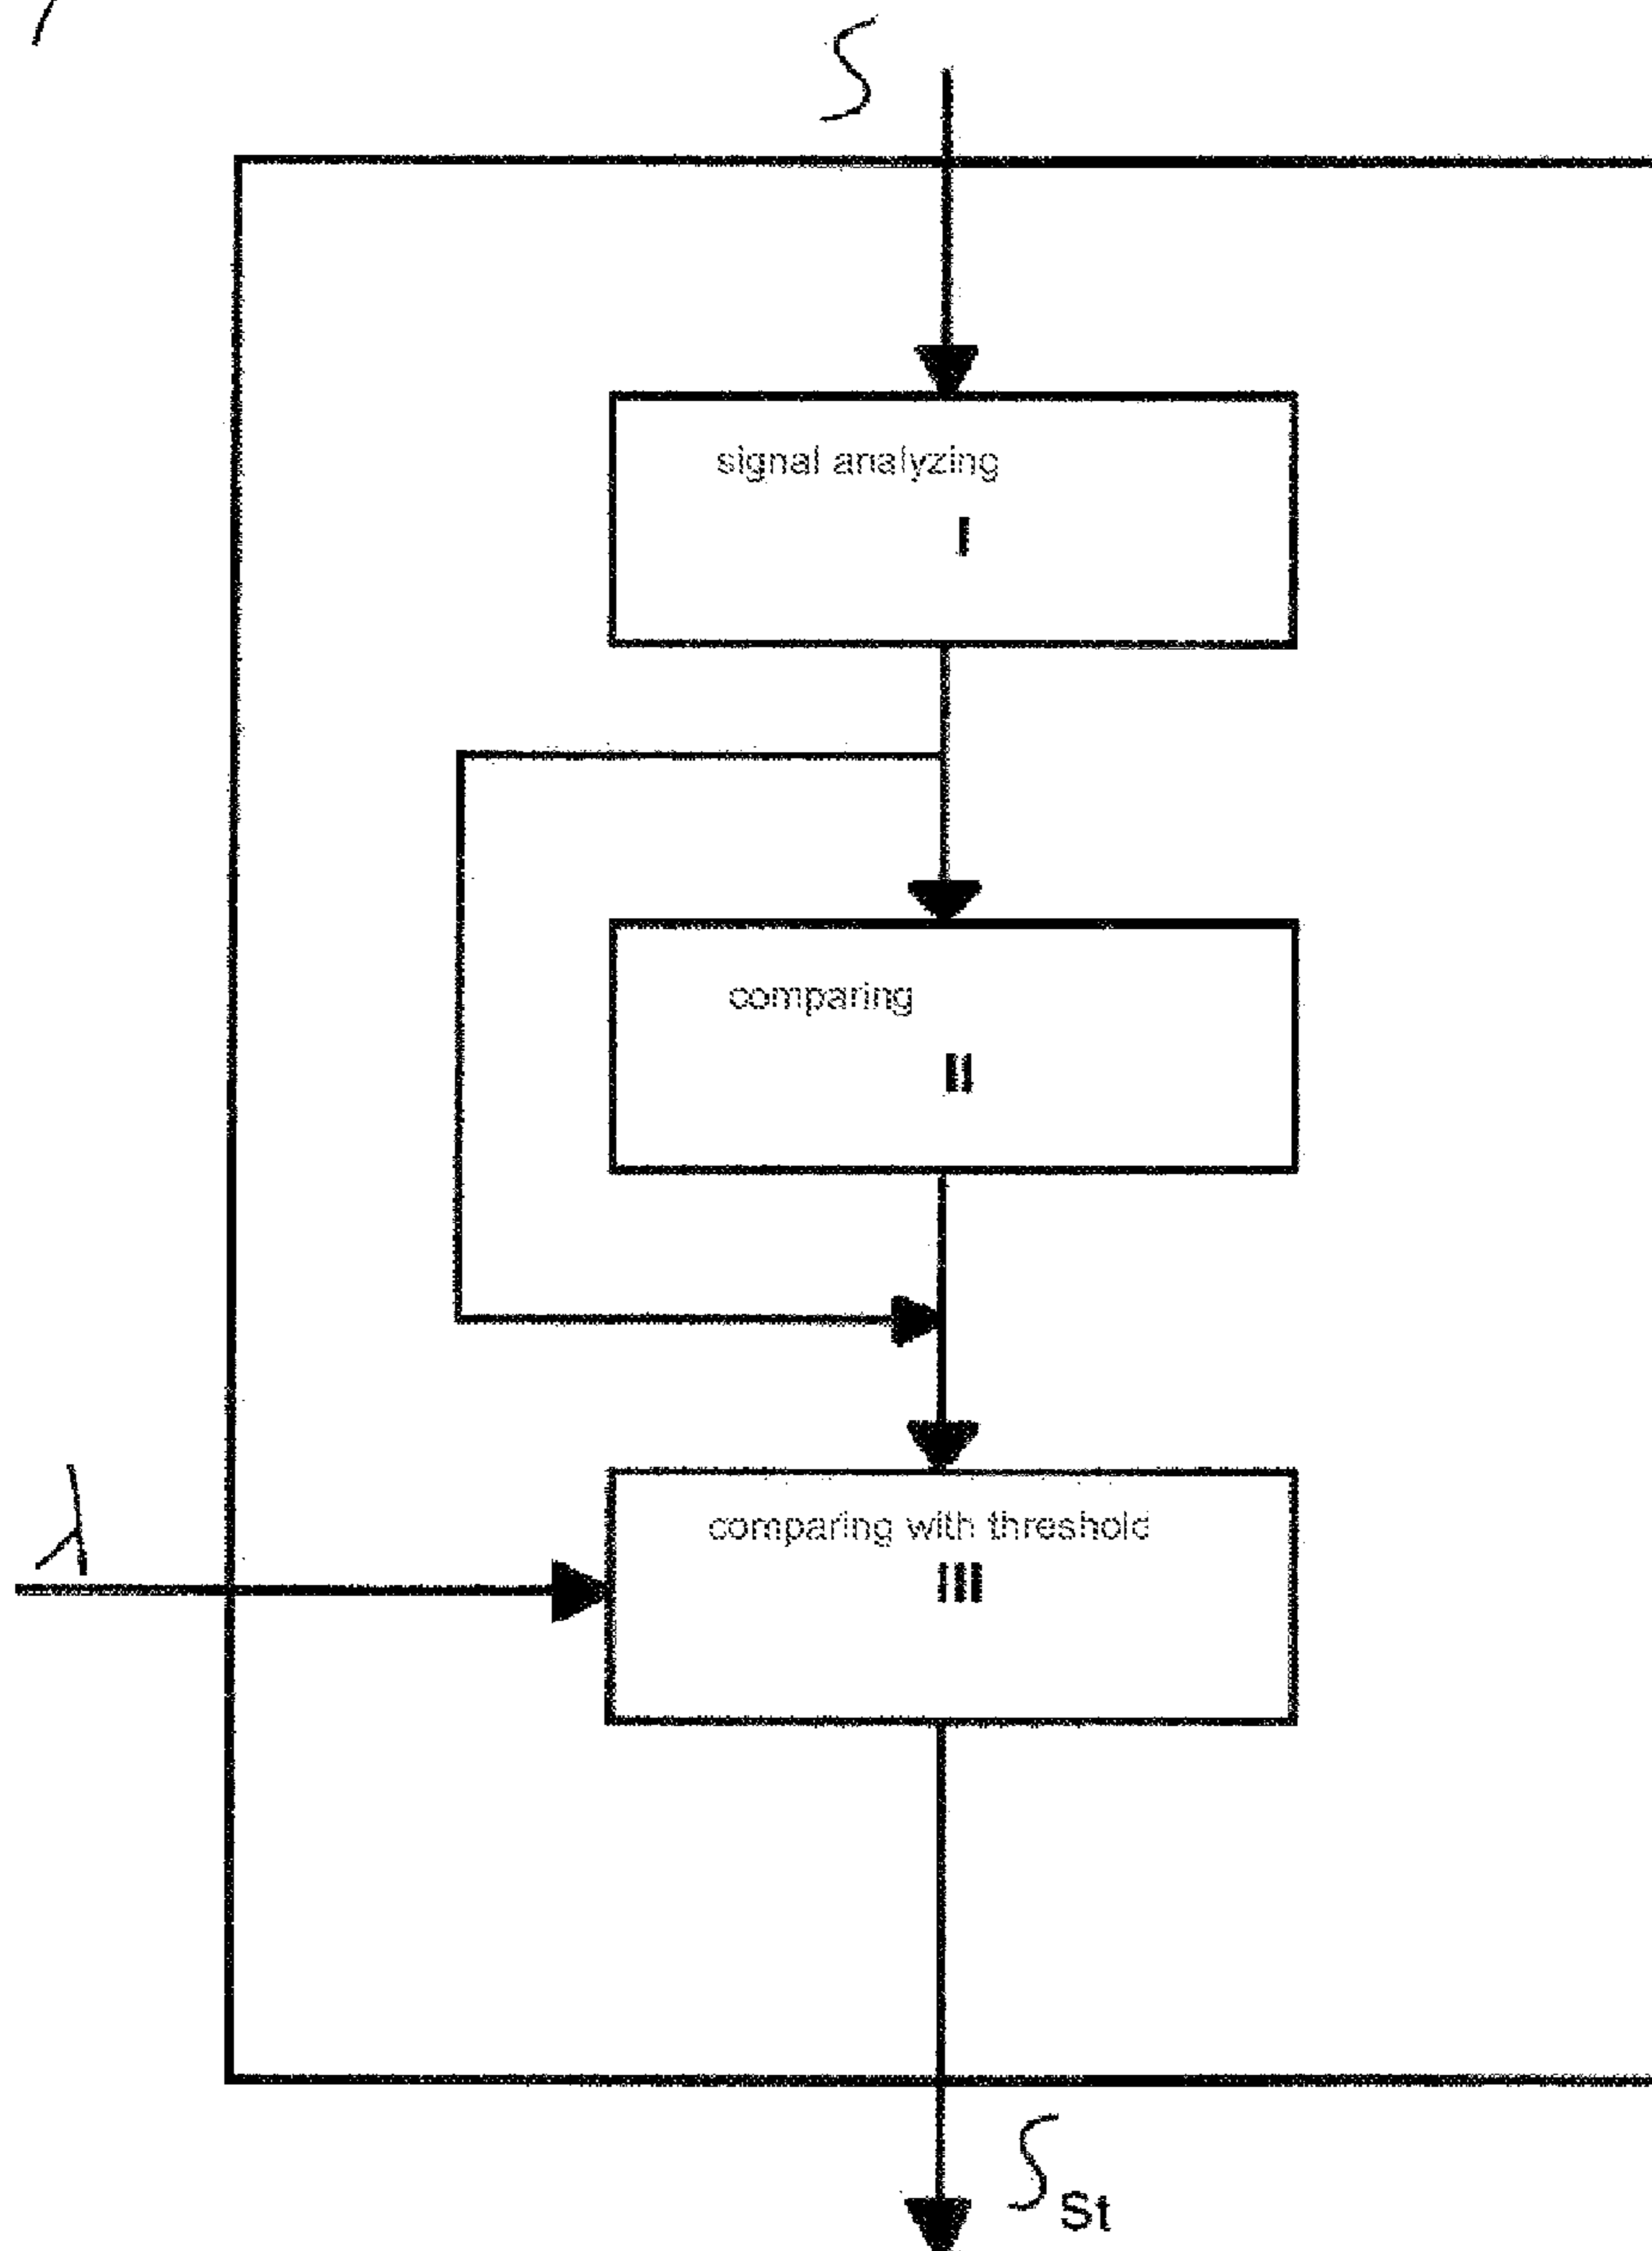 S
signal analyzing
I
comparing
II
comparing with threshold
III
λ
S St